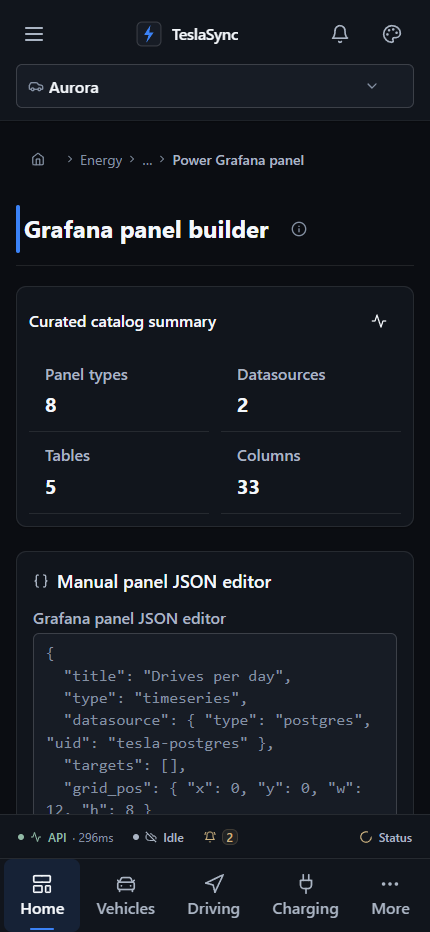 TeslaSync
Aurora
Energy ... Power Grafana panel
Grafana panel builder
Curated catalog summary
Panel types Datasources
8 2
Tables Columns
5 33
{} Manual panel JSON editor
Grafana panel JSON editor
{
"title": "Drives per day",
"type": "timeseries",
"datasource": { "type": "postgres",
"uid": "tesla-postgres" },
"targets": [],
"grid_pos": { "x": 0, "y": 0, "w":
12, "h": 8 }
API · 296ms Idle 2 Status
Home Vehicles Driving Charging More